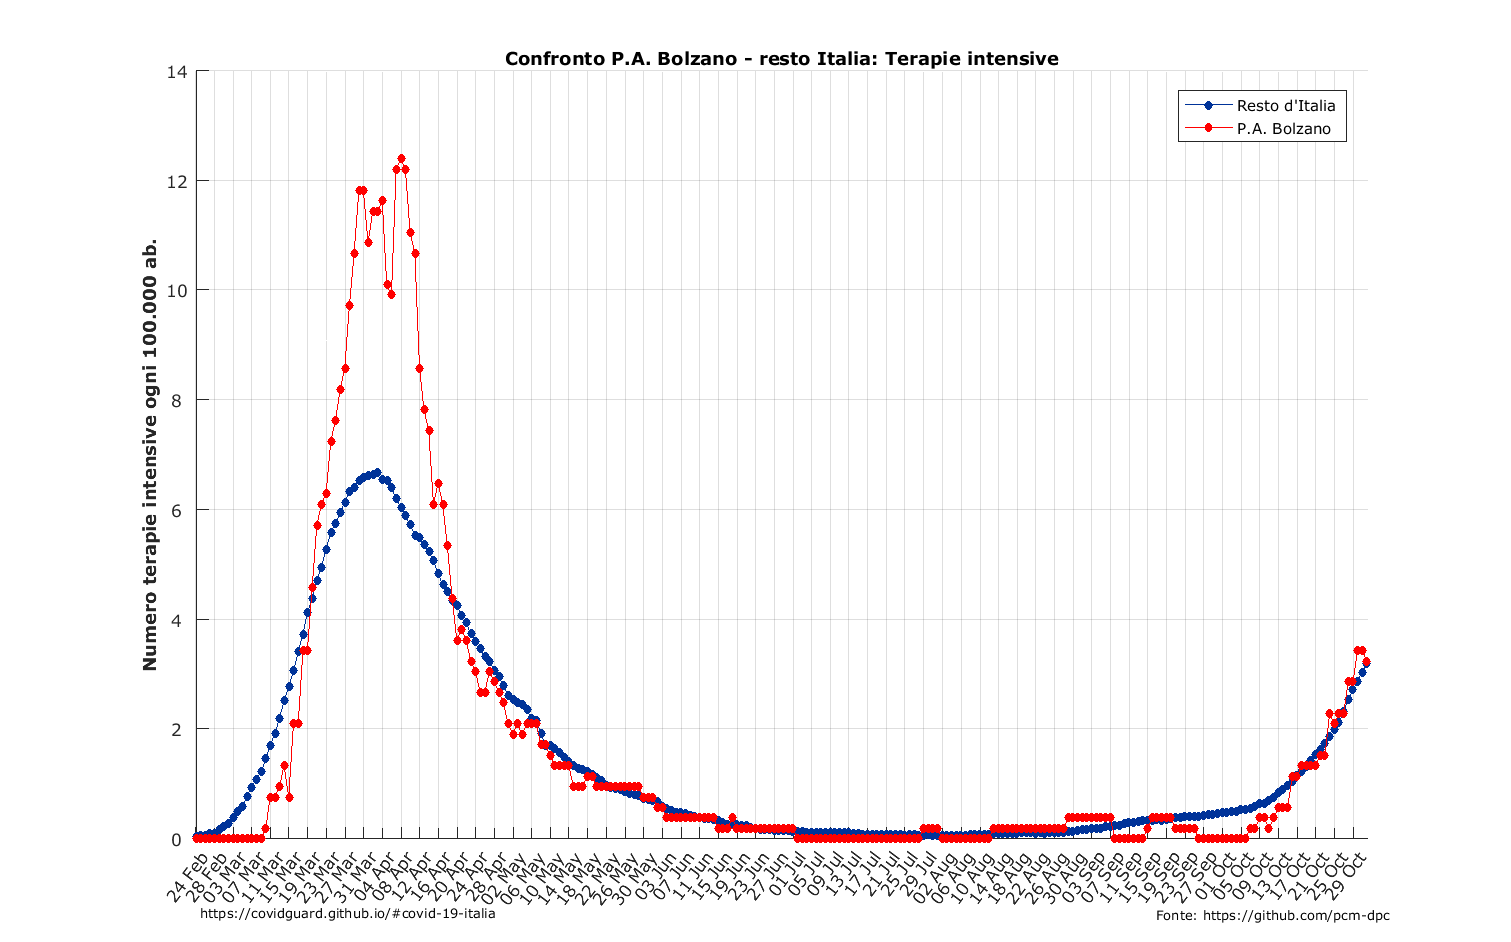 Confronto P.A. Bolzano - resto Italia: Terapie intensive
Resto d'Italia
P.A. Bolzano
Numero terapie intensive ogni 100.000 ab.
14
12
10
8
6
4
2
0
24 Feb
28 Feb
03 Mar
07 Mar
11 Mar
15 Mar
19 Mar
23 Mar
27 Mar
31 Mar
04 Apr
08 Apr
12 Apr
16 Apr
20 Apr
24 Apr
28 Apr
02 May
06 May
10 May
14 May
18 May
22 May
26 May
30 May
03 Jun
07 Jun
11 Jun
15 Jun
19 Jun
23 Jun
27 Jun
01 Jul
05 Jul
09 Jul
13 Jul
17 Jul
21 Jul
25 Jul
29 Jul
02 Aug
06 Aug
10 Aug
14 Aug
18 Aug
22 Aug
26 Aug
30 Aug
03 Sep
07 Sep
11 Sep
15 Sep
19 Sep
23 Sep
27 Sep
01 Oct
05 Oct
09 Oct
13 Oct
17 Oct
21 Oct
25 Oct
29 Oct
https://covidguard.github.io/#covid-19-italia
Fonte: https://github.com/pcm-dpc